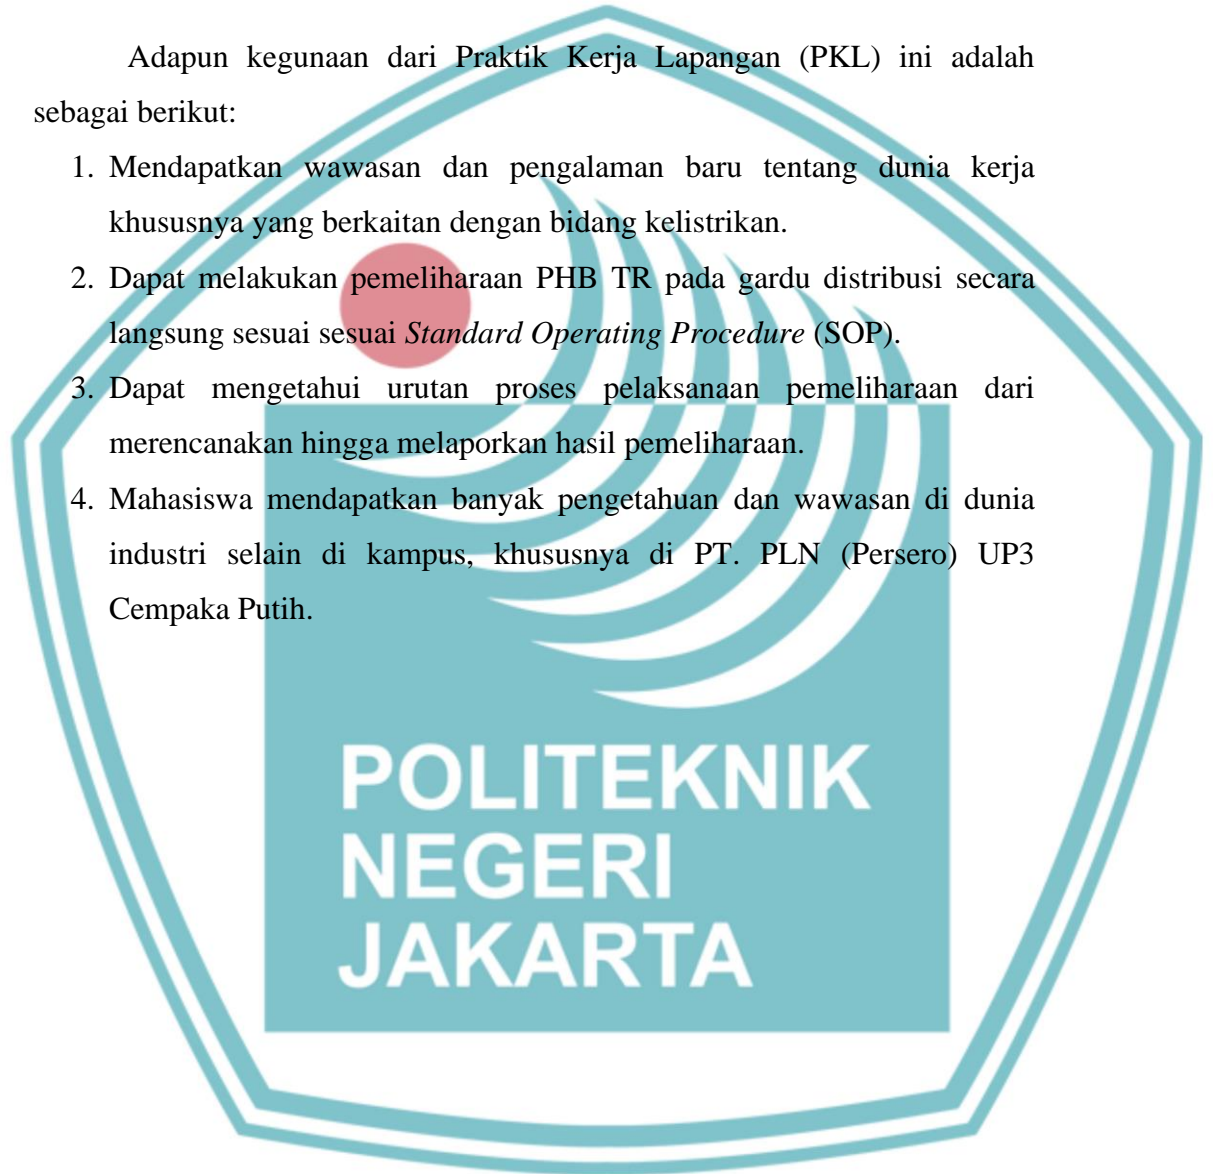 Adapun kegunaan dari Praktik Kerja Lapangan (PKL) ini adalah
sebagai berikut:
1. Mendapatkan wawasan dan pengalaman baru tentang dunia kerja
khususnya yang berkaitan dengan bidang kelistrikan.
2. Dapat melakukan pemeliharaan PHB TR pada gardu distribusi secara
langsung sesuai sesuai Standard Operating Procedure (SOP).
3. Dapat mengetahui urutan proses pelaksanaan pemeliharaan dari
merencanakan hingga melaporkan hasil pemeliharaan.
4. Mahasiswa mendapatkan banyak pengetahuan dan wawasan di dunia
industri selain di kampus, khususnya di PT. PLN (Persero) UP3
Cempaka Putih.
POLITEKNIK
NEGERI
JAKARTA